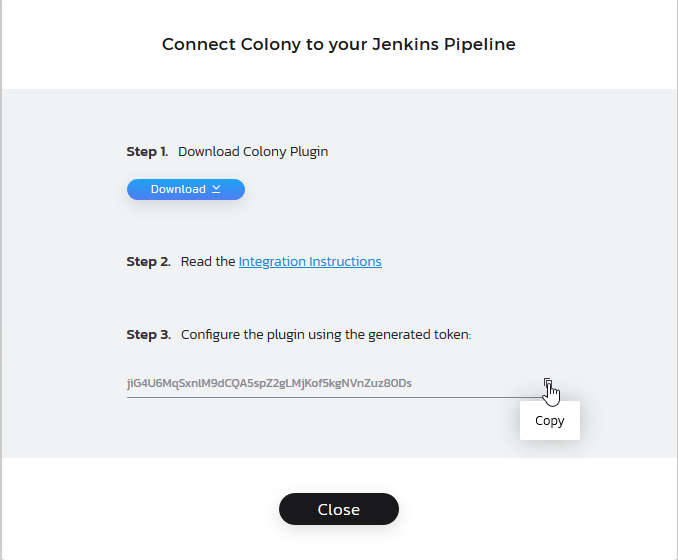 Connect Colony to your Jenkins Pipeline
Step 1. Download Colony Plugin
Download
Step 2. Read the Integration Instructions
Step 3. Configure the plugin using the generated token:
jiG4U6MqSxnIM9dCQA5spZ2gLMjKof5kgNVnZuz8ODs
Copy
Close